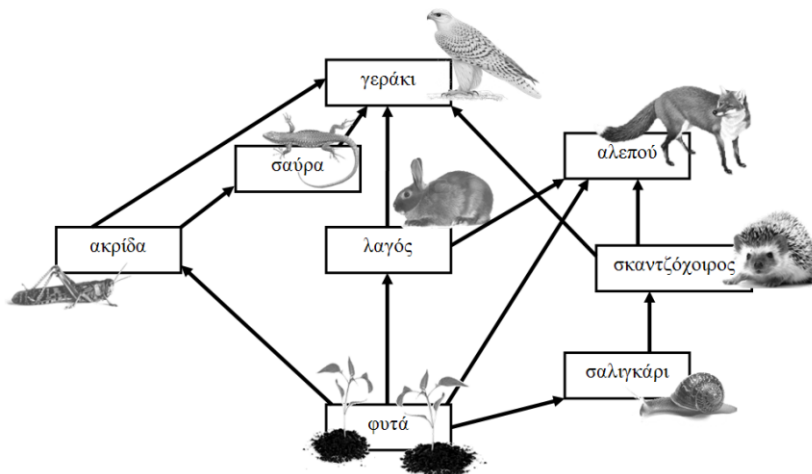 γεράκι
σαύρα
αλεπού
ακρίδα
λαγός
σκαντζόχοιρος
σαλιγκάρι
φυτά